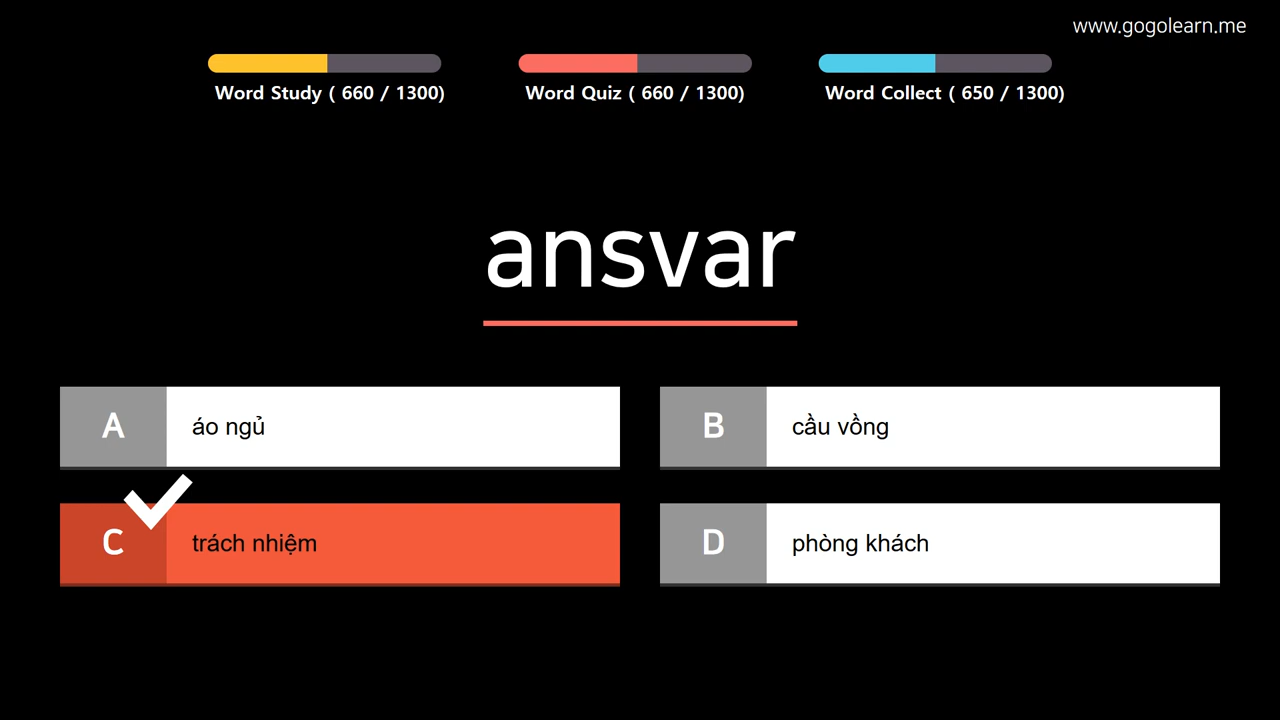 www.gogolearn.me
Word Study ( 660 / 1300)
Word Quiz ( 660 / 1300)
Word Collect ( 650 / 1300)
ansvar
A
áo ngủ
B
cầu vồng
C
trách nhiệm
D
phòng khách